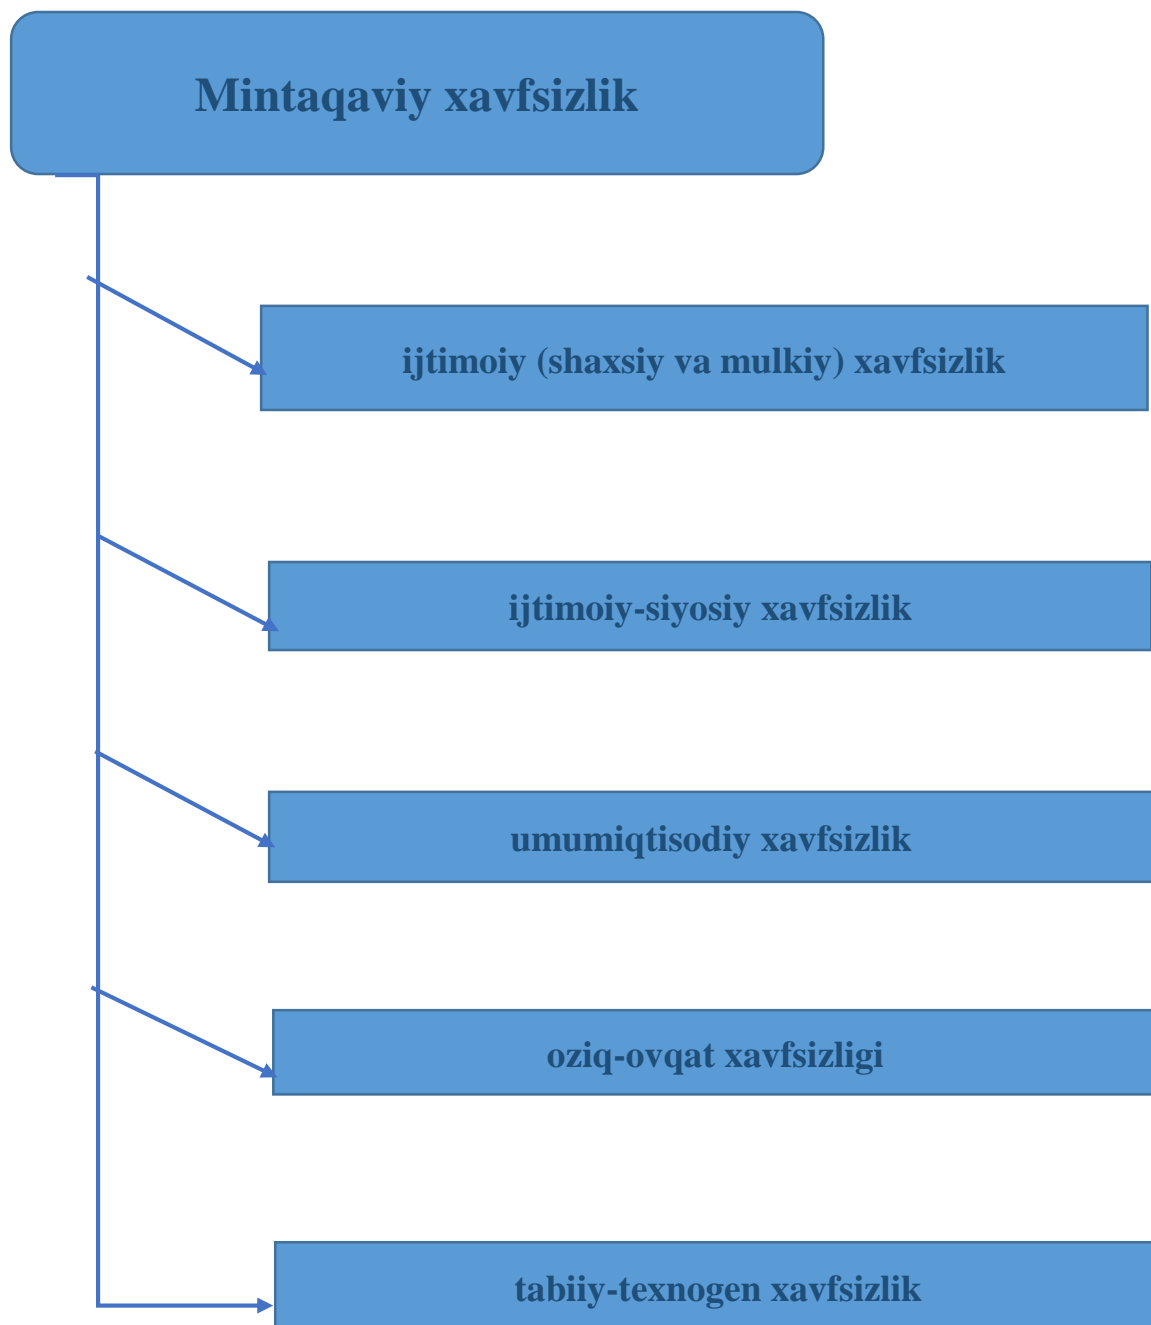 Mintaqaviy xavfsizlik
ijtimoiy (shaxsiy va mulkiy) xavfsizlik
ijtimoiy-siyosiy xavfsizlik
umumiqtisodiy xavfsizlik
oziq-ovqat xavfsizligi
tabiiy-texnogen xavfsizlik